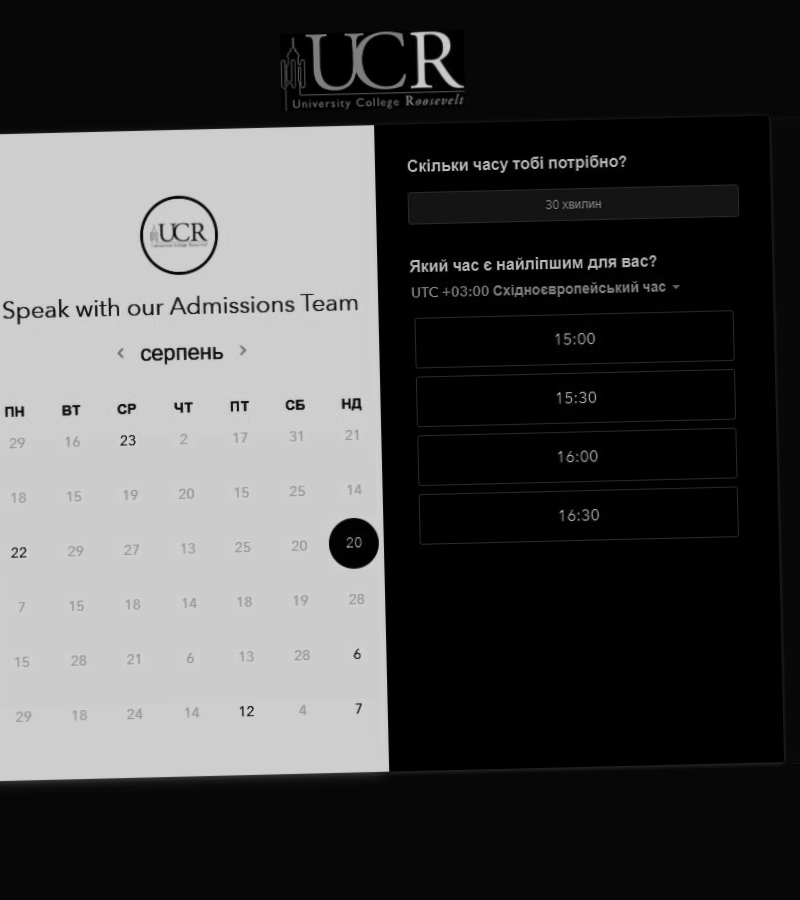 UCR
University College Roosevelt
UCR
University College Roosevelt
Speak with our Admissions Team
серпень
ПН ВТ СР ЧТ ПТ СБ НД
29 16 23 2 17 31 21
18 15 19 20 15 25 14
22 29 27 13 25 20 20
7 15 18 14 18 19 28
15 28 21 6 13 28 6
29 18 24 14 12 4 7
Скільки часу тобі потрібно?
30 хвилин
Який час є найліпшим для вас?
UTC +03:00 Східноєвропейський час
15:00
15:30
16:00
16:30